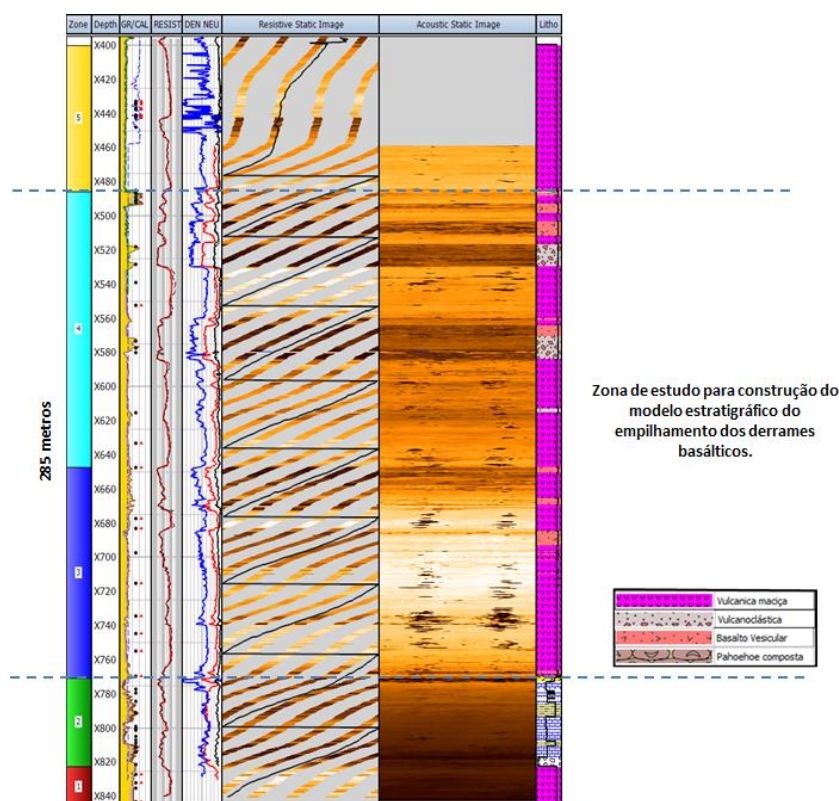 Zone Depth GR/CAL RESIST DEN NEU Resistive Static Image Acoustic Static Image Litho
X400
X420
5
X440
X460
X480
X500
X520
X540
X560
4
X580
X600
X620
X640
X660
X680
3
X700
X720
X740
X760
X780
2
X800
X820
1
X840
285 metros
Zona de estudo para construção do
modelo estratigráfico do
empilhamento dos derrames
basálticos.
Vulcanica maciça
Vulcanoclástica
Basalto Vesicular
Pahoehoe composta